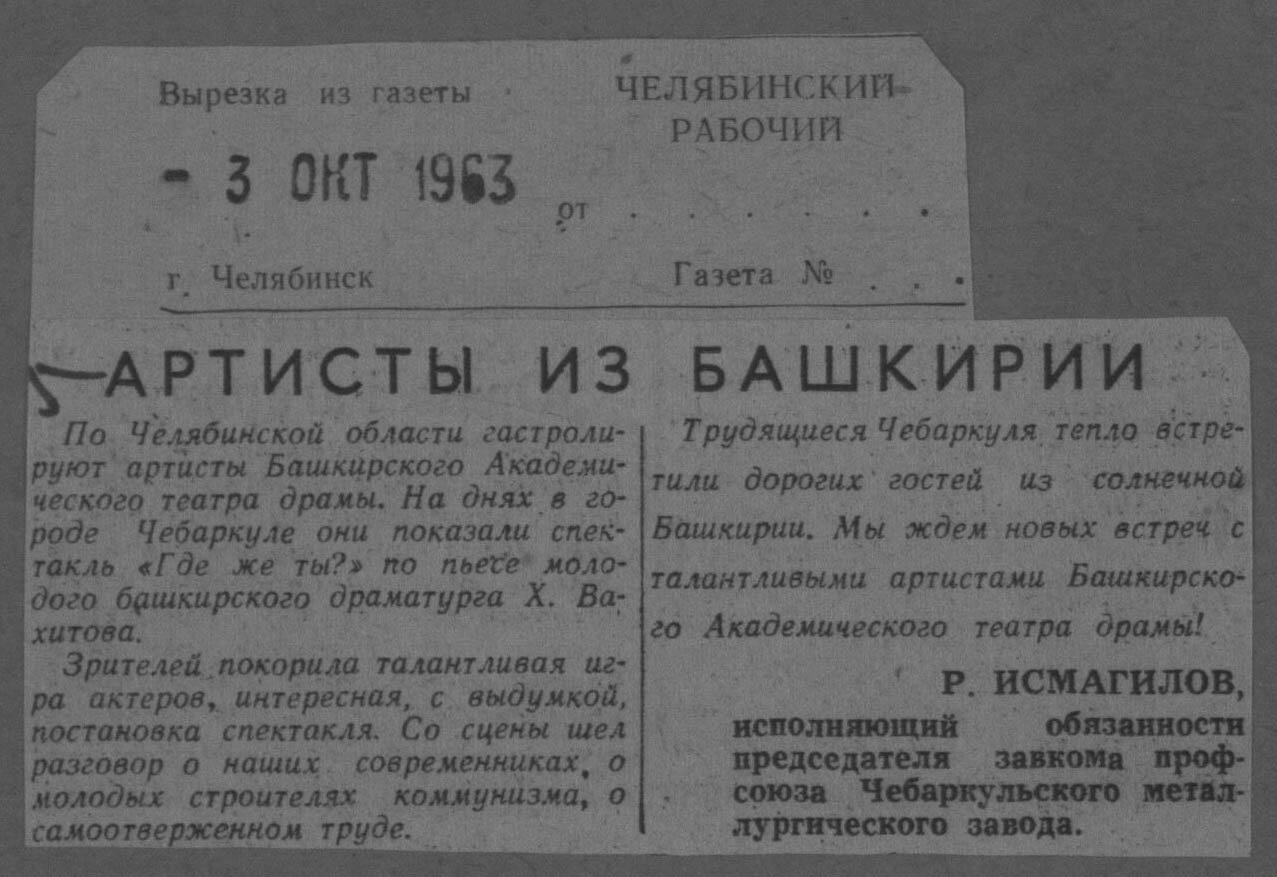 Вырезка из газеты
ЧЕЛЯБИНСКИЙ
РАБОЧИЙ
- 3 ОКТ 1963
от . . . . . .
г. Челябинск
Газета № . . .
АРТИСТЫ ИЗ БАШКИРИИ
По Челябинской области гастроли-
руют артисты Башкирского Академи-
ческого театра драмы. На днях в го-
роде Чебаркуле они показали спек-
такль «Где же ты?» по пьесе моло-
дого башкирского драматурга Х. Ва-
хитова.
Зрителей покорила талантливая иг-
ра актеров, интересная, с выдумкой,
постановка спектакля. Со сцены шел
разговор о наших современниках, о
молодых строителях коммунизма, о
самоотверженном труде.
Трудящиеся Чебаркуля тепло встре-
тили дорогих гостей из солнечной
Башкирии. Мы ждем новых встреч с
талантливыми артистами Башкирско-
го Академического театра драмы!
Р. ИСМАГИЛОВ,
исполняющий обязанности
председателя завкома проф-
союза Чебаркульского метал-
лургического завода.